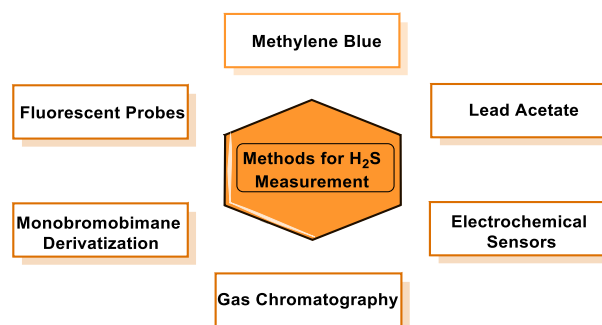 Methylene Blue
Fluorescent Probes
Lead Acetate
Methods for H₂S
Measurement
Monobromobimane
Derivatization
Electrochemical
Sensors
Gas Chromatography